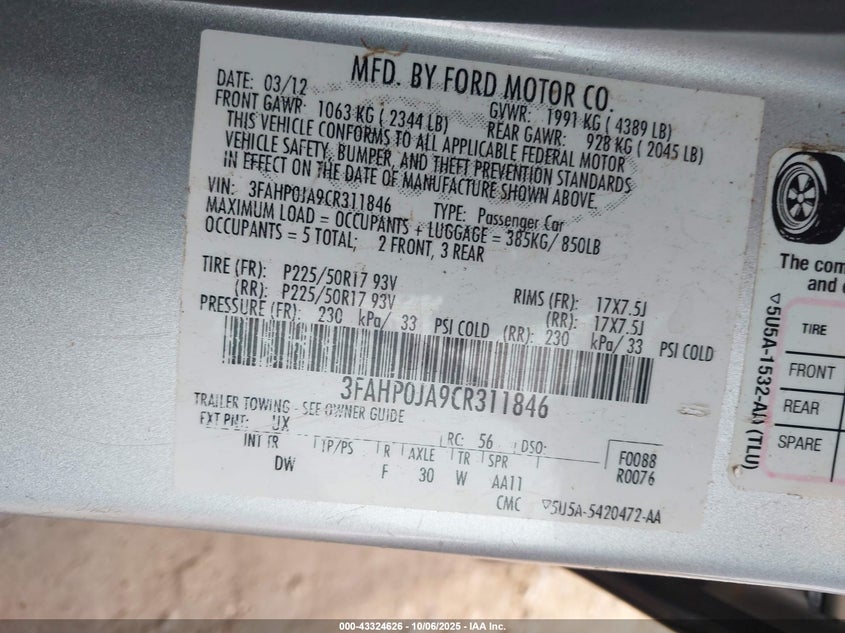 MFD. BY FORD MOTOR CO.
DATE: 03/12 GVWR: 1991 KG ( 4389 LB)
FRONT GAWR: 1063 KG ( 2344 LB) REAR GAWR: 928 KG ( 2045 LB)
THIS VEHICLE CONFORMS TO ALL APPLICABLE FEDERAL MOTOR
VEHICLE SAFETY, BUMPER, AND THEFT PREVENTION STANDARDS
IN EFFECT ON THE DATE OF MANUFACTURE SHOWN ABOVE.
VIN: 3FAHP0JA9CR311846 TYPE: Passenger Car
MAXIMUM LOAD = OCCUPANTS + LUGGAGE = 385KG/ 850LB
OCCUPANTS = 5 TOTAL; 2 FRONT, 3 REAR
TIRE (FR): P225/50R17 93V RIMS (FR): 17X7.5J
(RR): P225/50R17 93V (RR): 17X7.5J
PRESSURE (FR): 230 kPa/ 33 PSI COLD (RR): 230 kPa/ 33 PSI COLD
3FAHP0JA9CR311846
TRAILER TOWING - SEE OWNER GUIDE
EXT PNT: UX RC: 56 DSO:
INT TR TP/PS R AXLE TR SPR F0088
DW F 30 W AA11 R0076
CMC ▽5U5A-5420472-AA
The com
and
▽5U5A-1532-AD (TLU)
TIRE
FRONT
REAR
SPARE
000-43324626 - 10/06/2025 - IAA Inc.